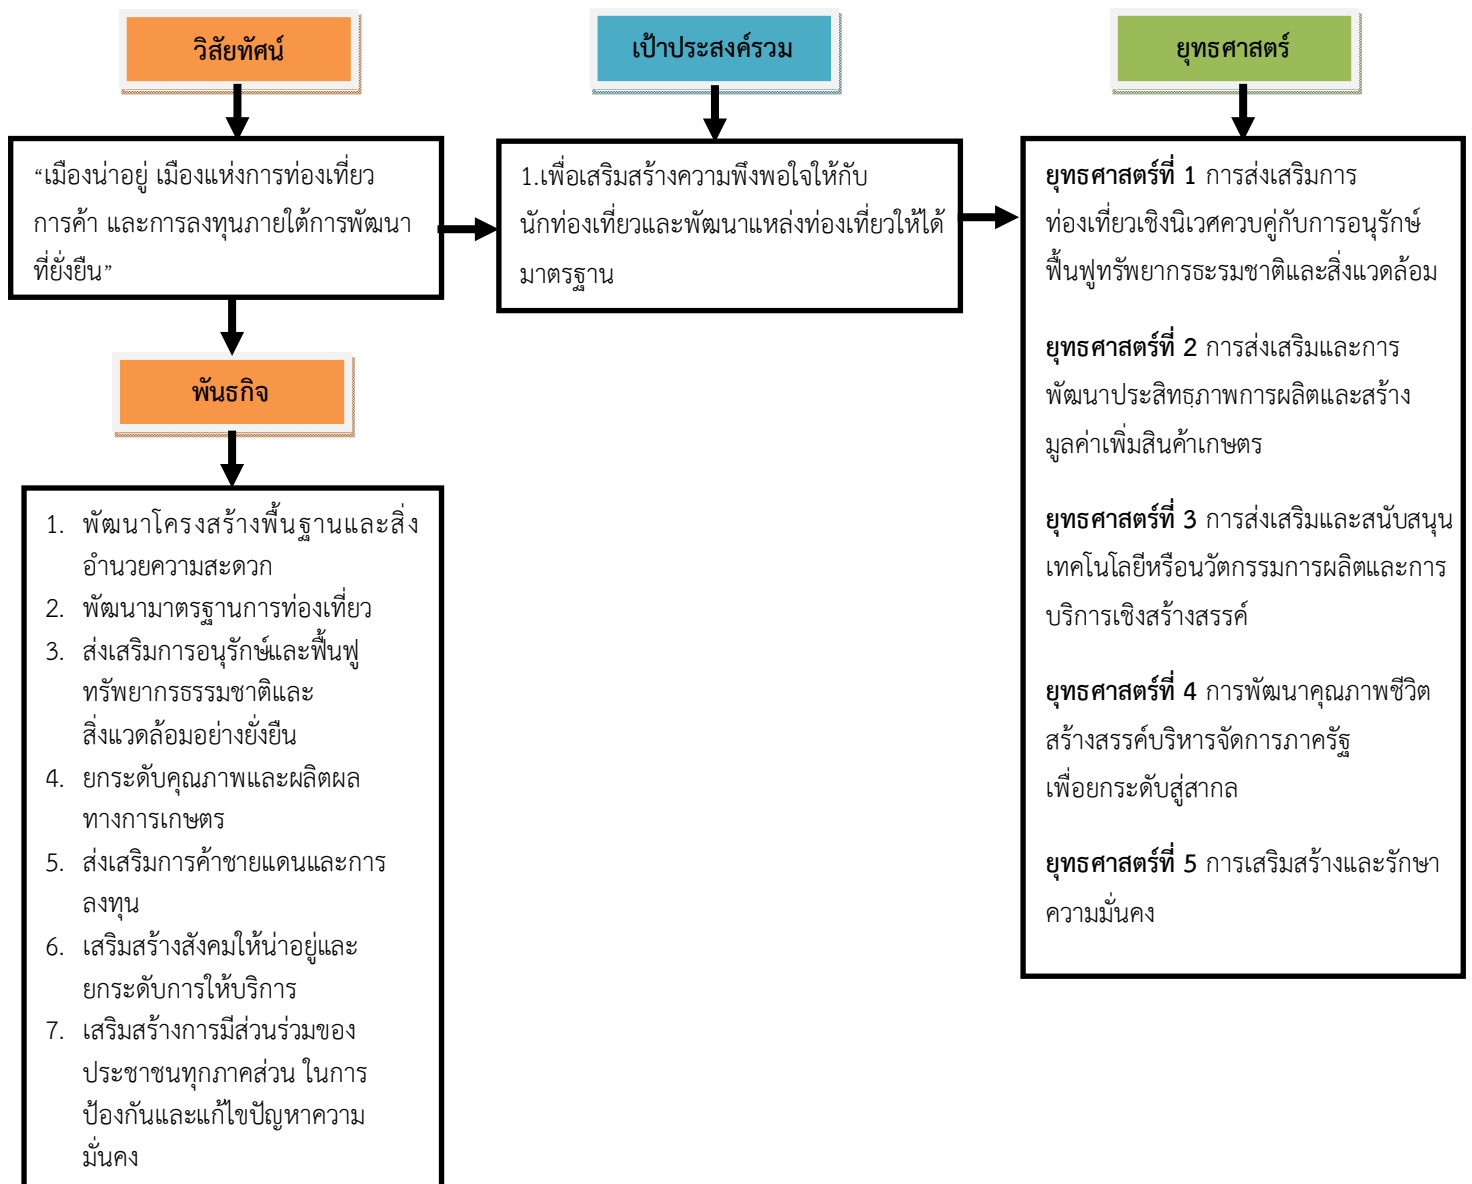 วิสัยทัศน์
เป้าประสงค์รวม
ยุทธศาสตร์
“เมืองน่าอยู่ เมืองแห่งการท่องเที่ยว
การค้า และการลงทุนภายใต้การพัฒนา
ที่ยั่งยืน”
1.เพื่อเสริมสร้างความพึงพอใจให้กับ
นักท่องเที่ยวและพัฒนาแหล่งท่องเที่ยวให้ได้
มาตรฐาน
ยุทธศาสตร์ที่ 1 การส่งเสริมการ
ท่องเที่ยวเชิงนิเวศควบคู่กับการอนุรักษ์
ฟื้นฟูทรัพยากรธะรมชาติและสิ่งแวดล้อม
ยุทธศาสตร์ที่ 2 การส่งเสริมและการ
พัฒนาประสิทธฺภาพการผลิตและสร้าง
มูลค่าเพิ่มสินค้าเกษตร
ยุทธศาสตร์ที่ 3 การส่งเสริมและสนับสนุน
เทคโนโลยีหรือนวัตกรรมการผลิตและการ
บริการเชิงสร้างสรรค์
ยุทธศาสตร์ที่ 4 การพัฒนาคุณภาพชีวิต
สร้างสรรค์บริหารจัดการภาครัฐ
เพื่อยกระดับสู่สากล
ยุทธศาสตร์ที่ 5 การเสริมสร้างและรักษา
ความมั่นคง
พันธกิจ
1. พัฒนาโครงสร้างพื้นฐานและสิ่ง
อำนวยความสะดวก
2. พัฒนามาตรฐานการท่องเที่ยว
3. ส่งเสริมการอนุรักษ์และฟื้นฟู
ทรัพยากรธรรมชาติและ
สิ่งแวดล้อมอย่างยั่งยืน
4. ยกระดับคุณภาพและผลิตผล
ทางการเกษตร
5. ส่งเสริมการค้าชายแดนและการ
ลงทุน
6. เสริมสร้างสังคมให้น่าอยู่และ
ยกระดับการให้บริการ
7. เสริมสร้างการมีส่วนร่วมของ
ประชาชนทุกภาคส่วน ในการ
ป้องกันและแก้ไขปัญหาความ
มั่นคง